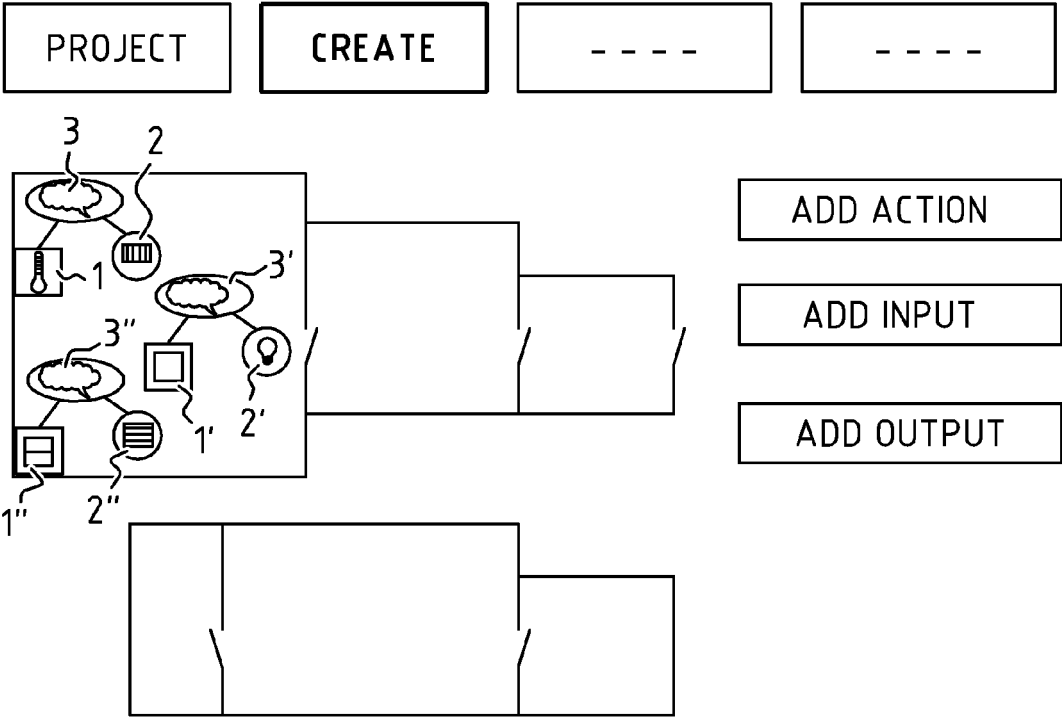 PROJECT
CREATE
- - - -
- - - -
3
2
ADD ACTION
1
3'
ADD INPUT
3"
2'
1'
ADD OUTPUT
1"
2"